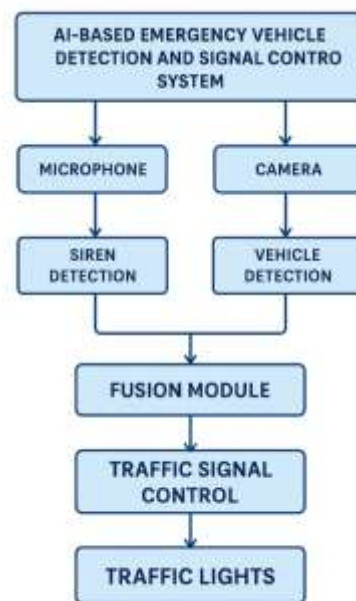 AI-BASED EMERGENCY VEHICLE
DETECTION AND SIGNAL CONTRO
SYSTEM
MICROPHONE
CAMERA
SIREN
DETECTION
VEHICLE
DETECTION
FUSION MODULE
TRAFFIC SIGNAL
CONTROL
TRAFFIC LIGHTS